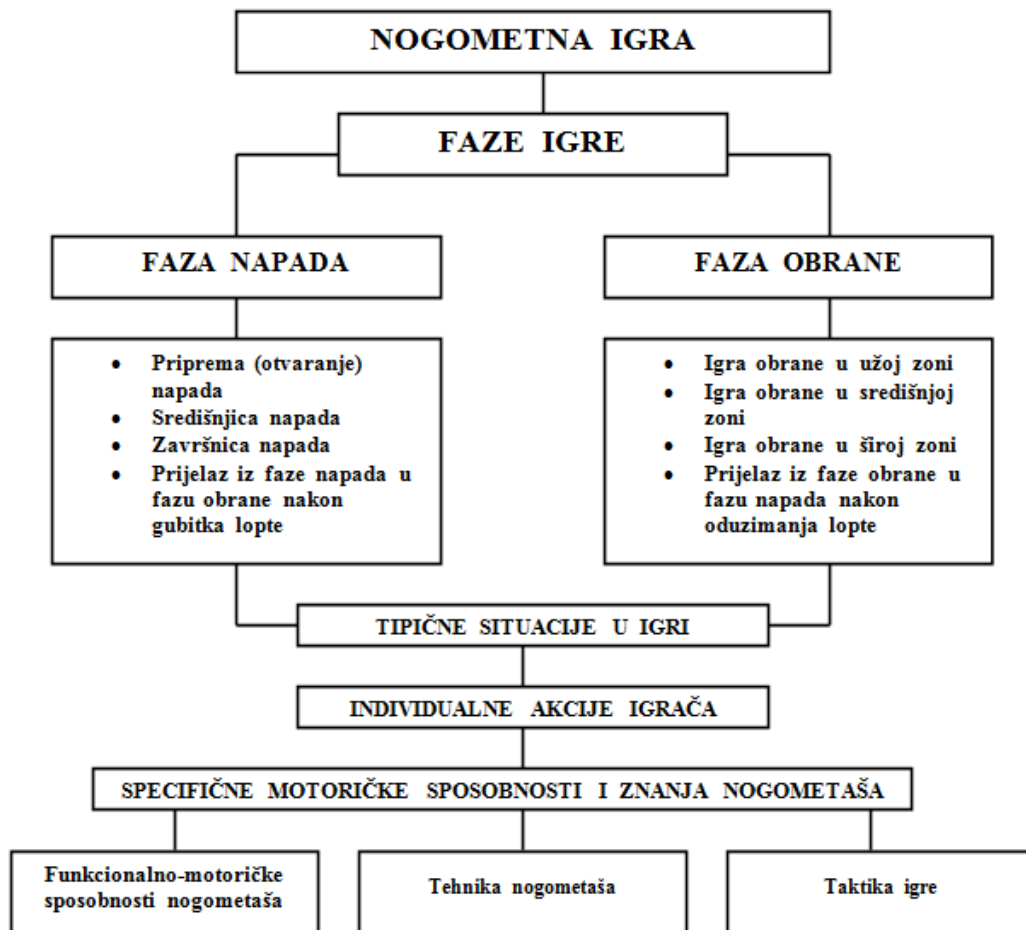 NOGOMETNA IGRA
FAZE IGRE
FAZA NAPADA
• Priprema (otvaranje)
napada
• Središnjica napada
• Završnica napada
• Prijelaz iz faze napada u
fazu obrane nakon
gubitka lopte
FAZA OBRANE
• Igra obrane u užoj zoni
• Igra obrane u središnjoj
zoni
• Igra obrane u široj zoni
• Prijelaz iz faze obrane u
fazu napada nakon
oduzimanja lopte
TIPIČNE SITUACIJE U IGRI
INDIVIDUALNE AKCIJE IGRAČA
SPECIFIČNE MOTORIČKE SPOSOBNOSTI I ZNANJA NOGOMETAŠA
Funkcionalno-motoričke
sposobnosti nogometaša
Tehnika nogometaša
Taktika igre